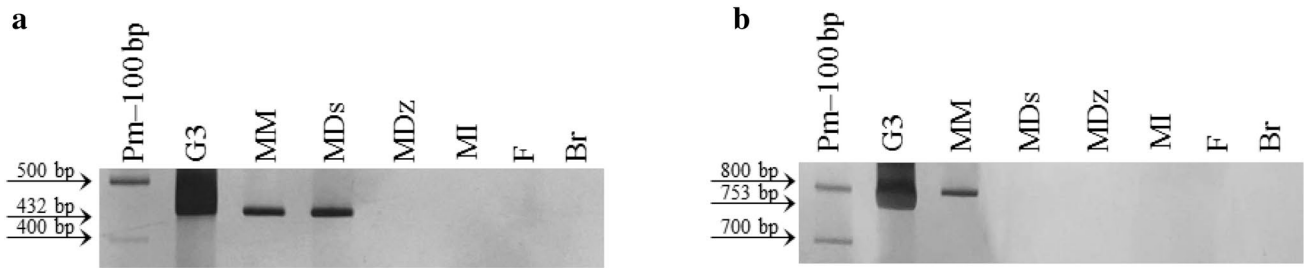 a
Pm–100 bp
G3
MM
MDs
MDz
MI
F
Br
500 bp
432 bp
400 bp
b
Pm–100 bp
G3
MM
MDs
MDz
MI
F
Br
800 bp
753 bp
700 bp